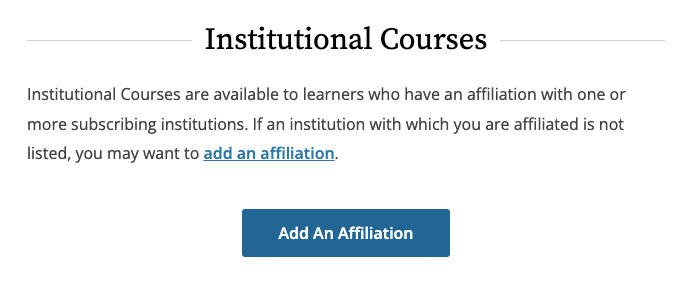 Institutional Courses
Institutional Courses are available to learners who have an affiliation with one or
more subscribing institutions. If an institution with which you are affiliated is not
listed, you may want to add an affiliation.
Add An Affiliation